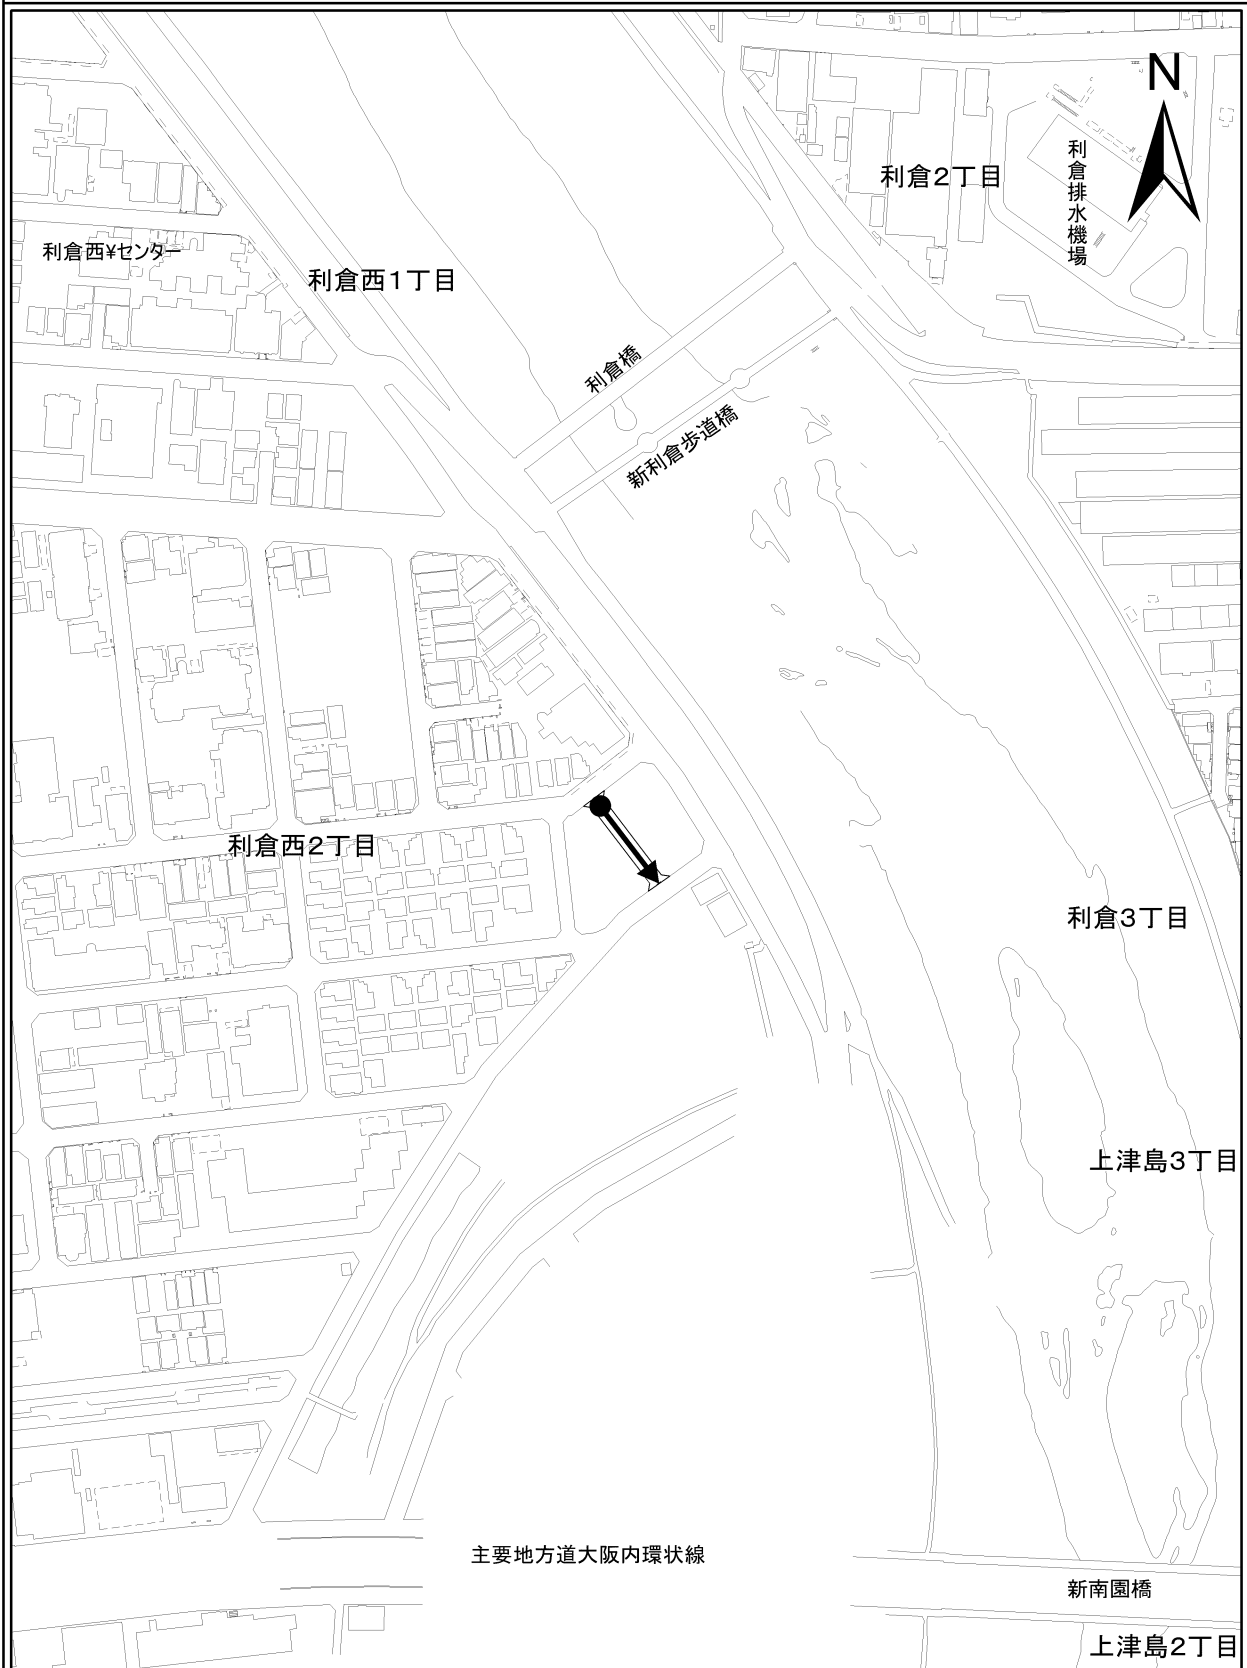 N
利倉2丁目
利倉排水機場
利倉西¥センター
利倉西1丁目
利倉橋
新利倉歩道橋
利倉西2丁目
利倉3丁目
上津島3丁目
主要地方道大阪内環状線
新南園橋
上津島2丁目